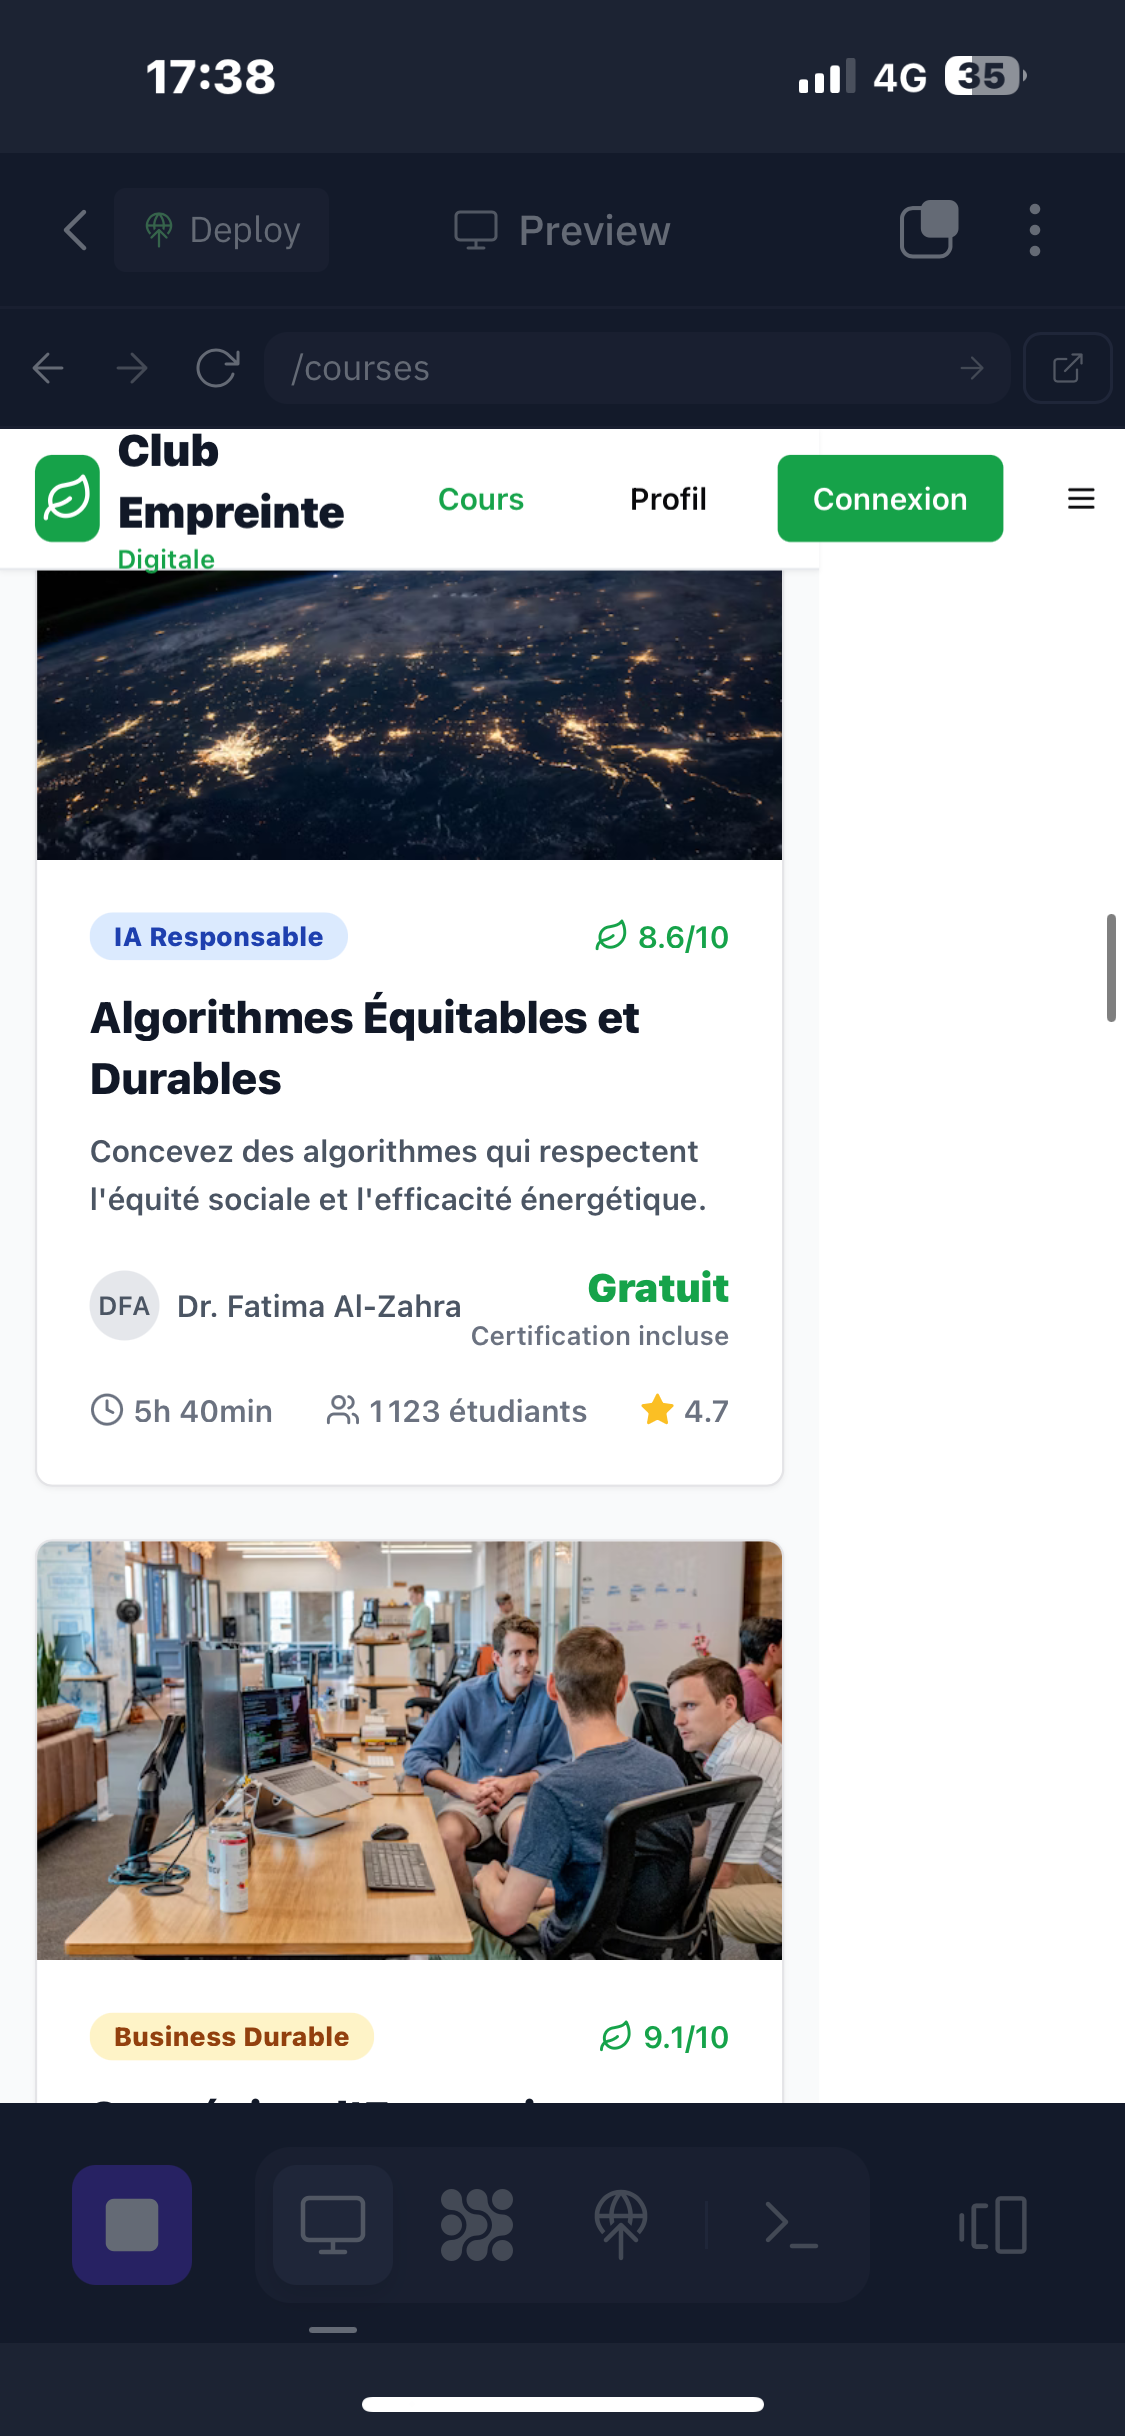 17:38
4G
35
Deploy
Preview
/courses
Club
Empreinte
Digitale
Cours
Profil
Connexion
IA Responsable
8.6/10
Algorithmes Équitables et
Durables
Concevez des algorithmes qui respectent
l'équité sociale et l'efficacité énergétique.
DFA
Dr. Fatima Al-Zahra
Gratuit
Certification incluse
5h 40min
1 123 étudiants
4.7
Business Durable
9.1/10